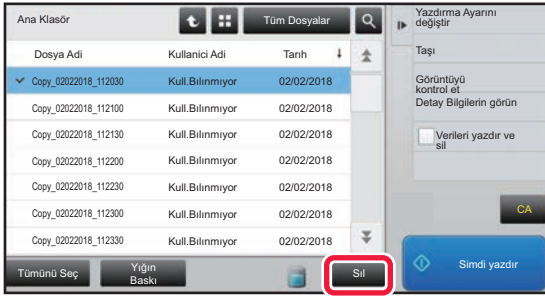 Ana Klasör
Tüm Dosyalar
Dosya Adi
Kullanici Adi
Tarıh
Copy_02022018_112030 Kull.Bılınmıyor 02/02/2018
Copy_02022018_112100 Kull.Bılınmıyor 02/02/2018
Copy_02022018_112130 Kull.Bılınmıyor 02/02/2018
Copy_02022018_112200 Kull.Bılınmıyor 02/02/2018
Copy_02022018_112230 Kull.Bılınmıyor 02/02/2018
Copy_02022018_112300 Kull.Bılınmıyor 02/02/2018
Copy_02022018_112330 Kull.Bılınmıyor 02/02/2018
Tümünü Seç
Yığın
Baskı
Sıl
Yazdırma Ayarını
değiştir
Taşı
Görüntüyü
kontrol et
Detay Bilgilerin görün
Verileri yazdır ve
sil
CA
Simdi yazdır